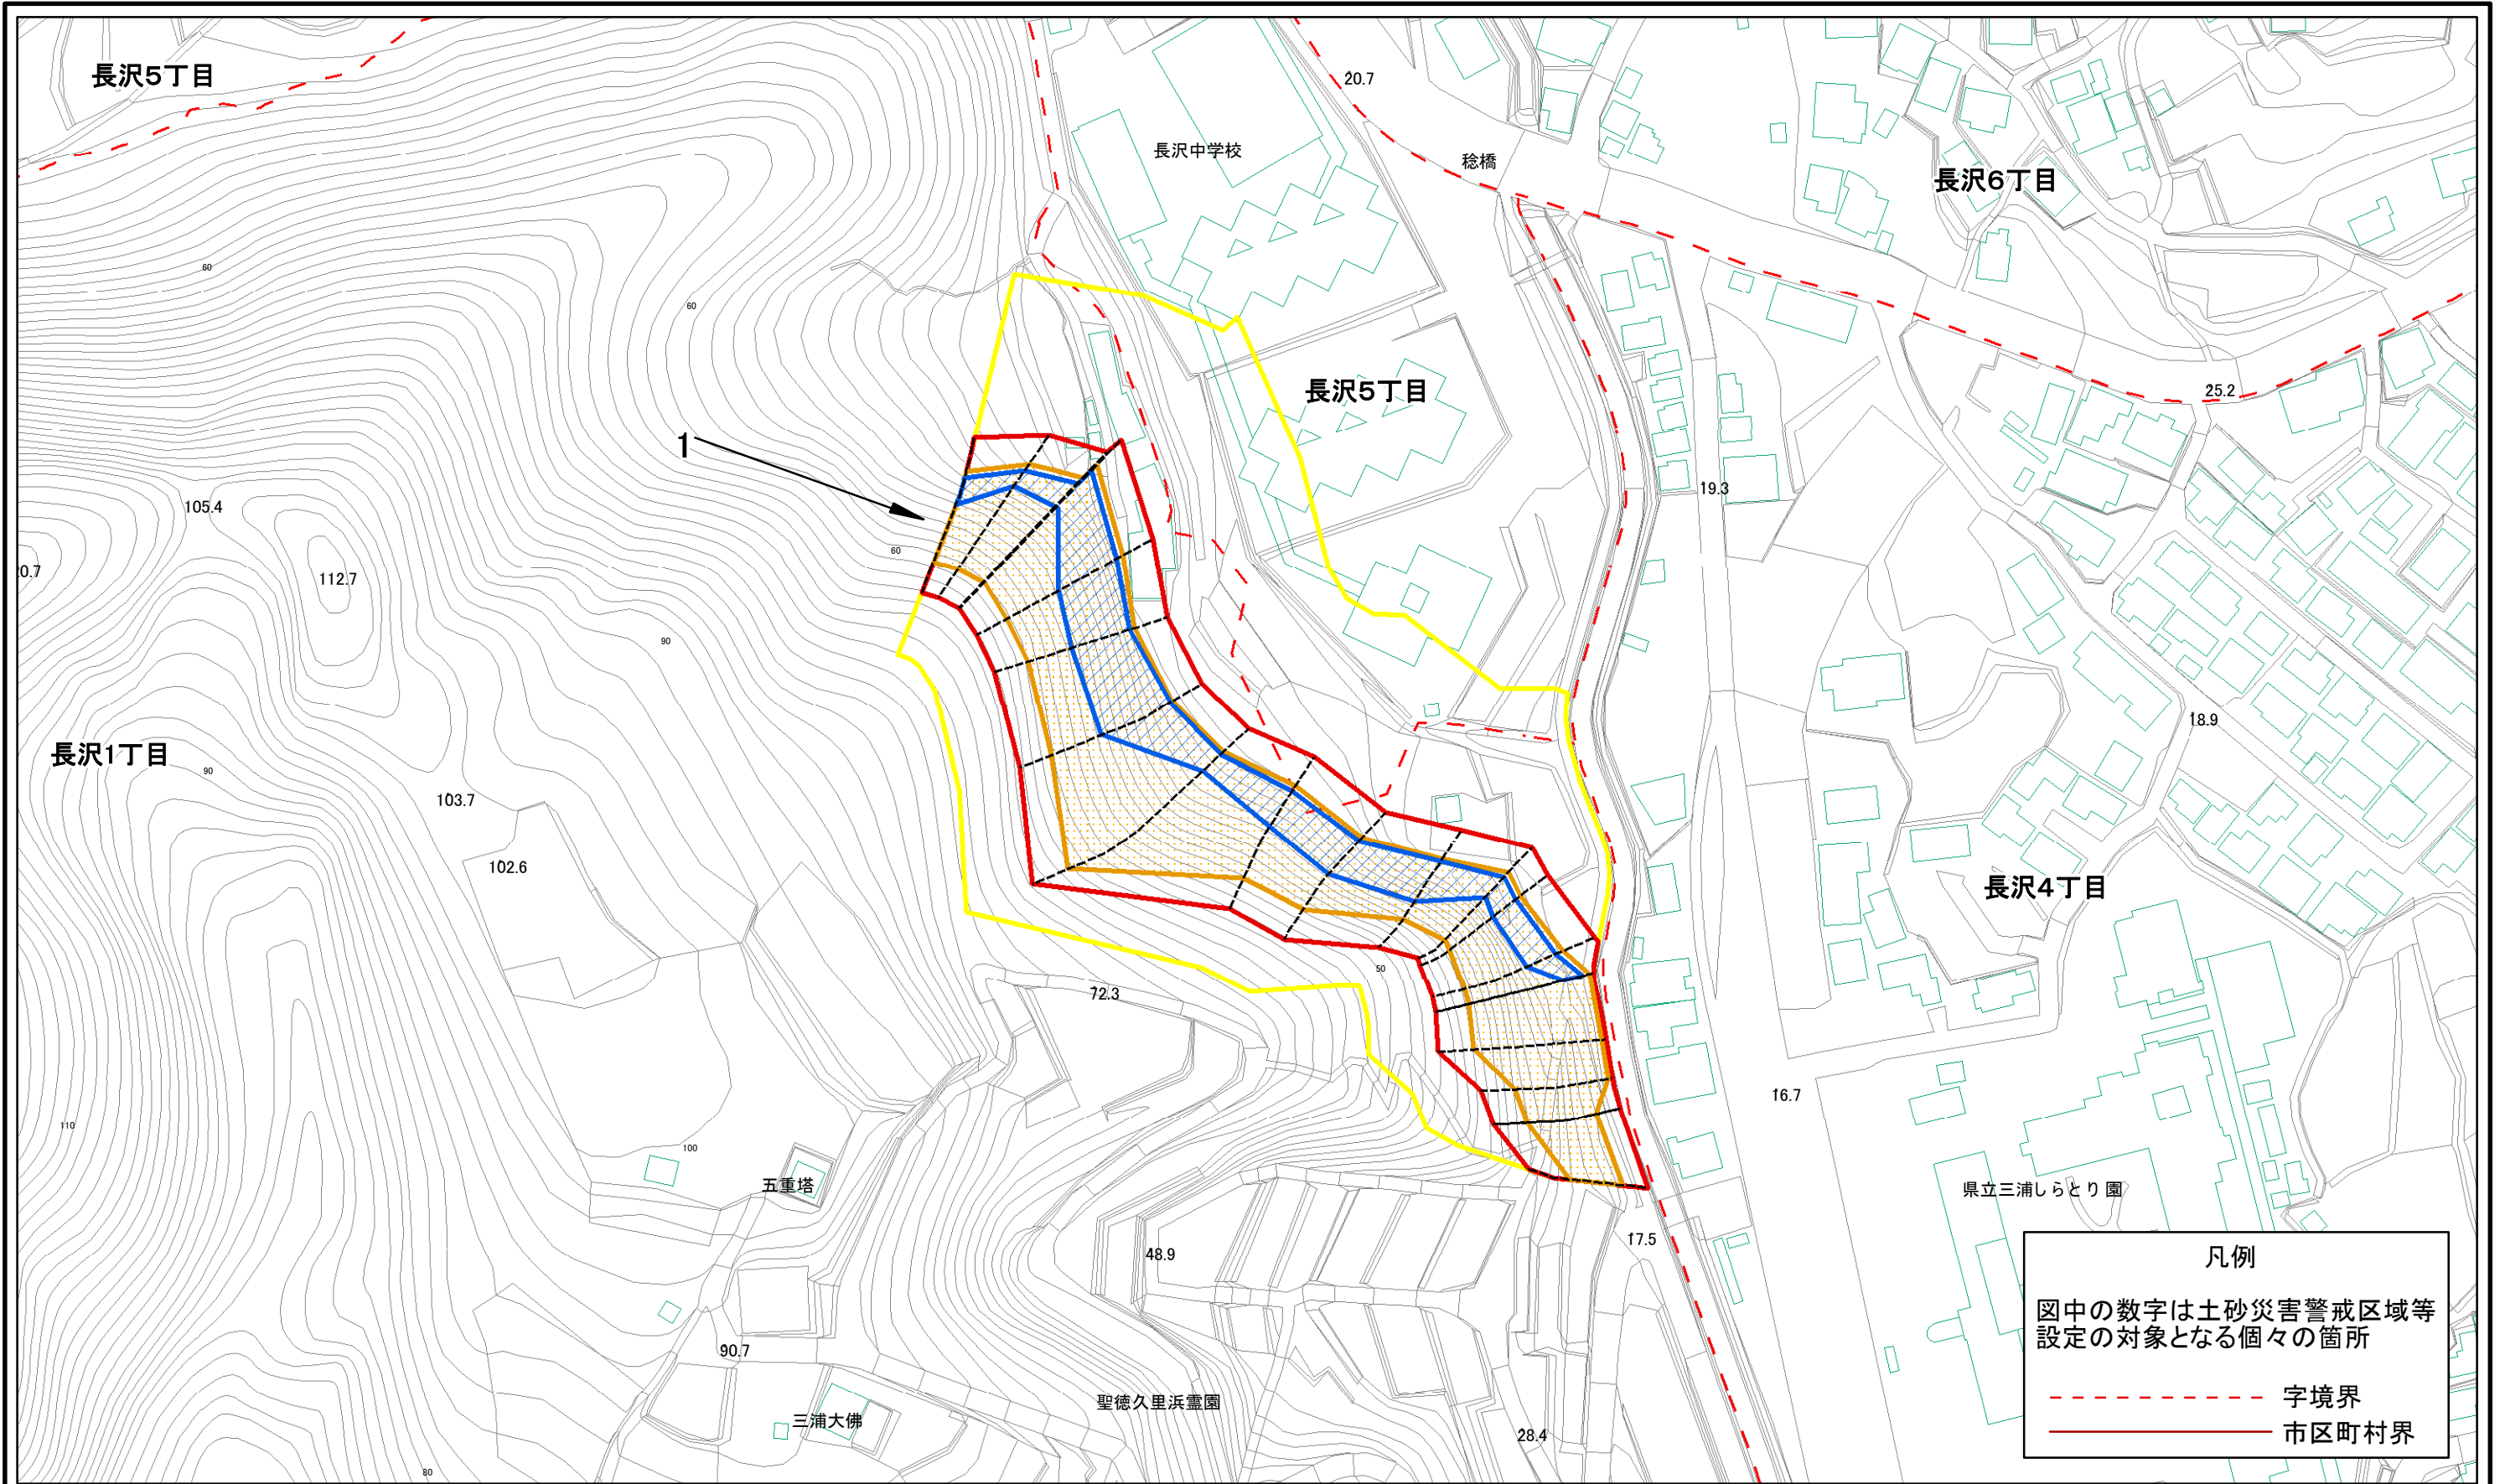 長沢5丁目
20.7
長沢中学校
稔橋
長沢6丁目
60
60
長沢5丁目
25.2
1
105.4
19.3
60
112.7
0.7
90
18.9
長沢1丁目
90
103.7
102.6
長沢4丁目
50
72.3
16.7
110
100
五重塔
県立三浦しらとり園
17.5
48.9
90.7
聖徳久里浜霊園
三浦大佛
28.4
80
凡例
図中の数字は土砂災害警戒区域等
設定の対象となる個々の箇所
字境界
市区町村界